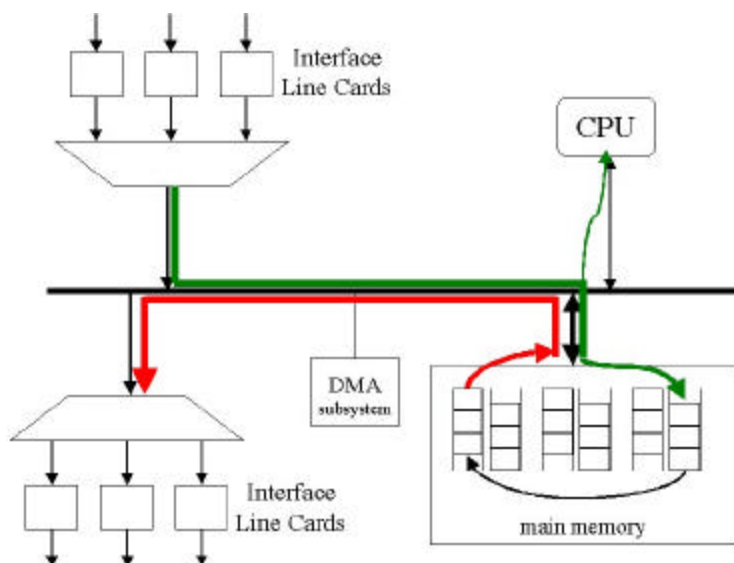 Interface
Line Cards
CPU
DMA
subsystem
Interface
Line Cards
main memory